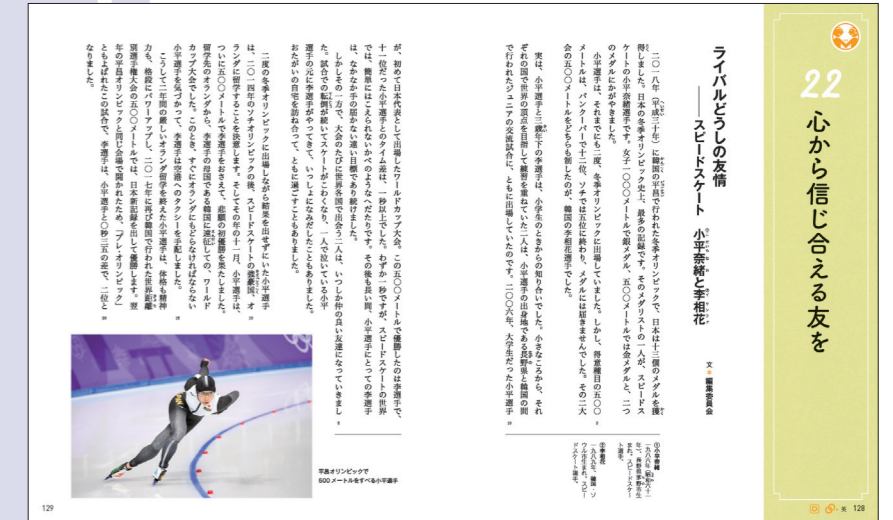 22
心から信じ合える友を
ライバルどうしの友情
——スピードスケート 小平奈緒と李相花
文●編集委員会
二〇一八年(平成三十年)に韓国の平昌で行われた冬季オリンピックで、日本は十三個のメダルを獲
得しました。日本の冬季オリンピック史上、最多の記録です。そのメダリストの一人が、スピードス
ケートの小平奈緒選手です。女子一〇〇〇メートルで銀メダル、五〇〇メートルでは金メダルと、二つ
のメダルにかがやきました。
小平選手は、それまでにも二度、冬季オリンピックに出場していました。しかし、得意種目の五〇〇
メートルは、バンクーバーで十二位、ソチでは五位に終わり、メダルには届きませんでした。その二大
会の五〇〇メートルをどちらも制したのが、韓国の李相花選手でした。
実は、小平選手と三歳年下の李選手は、小学生のときからの知り合いでした。小さなころから、それ
ぞれの国で世界の頂点を目指して練習を重ねていた二人は、小平選手の出身地である長野県と韓国の間
で行われたジュニアの交流試合に、ともに出場していたのです。二〇〇六年、大学生だった小平選手
①小平奈緒
一九八六年(昭和六十一
年)、長野県茅野市生
まれ。スピードスケー
ト選手。
②李相花
一九八九年、韓国・ソ
ウル市生まれ。スピー
ドスケート選手。
128
が、初めて日本代表として出場したワールドカップ大会。この五〇〇メートルで優勝したのは李選手で、
十一位だった小平選手とのタイム差は、一秒以上でした。わずか一秒ですが、スピードスケートの世界
では、簡単にはこえられないかべのようなへだたりです。その後も長い間、小平選手にとっての李選手
は、なかなか手の届かない遠い目標であり続けました。
しかしその一方で、大会のたびに世界各国で出会う二人は、いつしか仲の良い友達になっていきまし
た。試合での転倒が続いてスケートがこわくなり、一人で泣いている小平
選手の元に李選手がやってきて、いっしょになみだしたこともありました。
おたがいの自宅を訪ね合って、ともに過ごすこともありました。
二度の冬季オリンピックに出場しながら結果を出せずにいた小平選手
は、二〇一四年のソチオリンピックの後、スピードスケートの強豪国、オ
ランダに留学することを決意します。そしてその年の十一月、小平選手は、
ついに五〇〇メートルで李選手をおさえて、悲願の初優勝を果たしました。
留学先のオランダから、李選手の母国である韓国に遠征しての、ワールド
カップ大会でした。このとき、すぐにオランダにもどらなければならない
小平選手を気づかって、李選手は空港へのタクシーを手配しました。
こうして二年間の厳しいオランダ留学を終えた小平選手は、体格も精神
力も、格段にパワーアップし、二〇一七年に再び韓国で行われた世界距離
別選手権大会の五〇〇メートルでは、日本新記録を出して優勝します。翌
年の平昌オリンピックと同じ会場で開かれたため、「プレ・オリンピック」
ともよばれたこの試合で、李選手は、小平選手と〇秒三五の差で、二位と
なりました。
平昌オリンピックで
500メートルをすべる小平選手
129